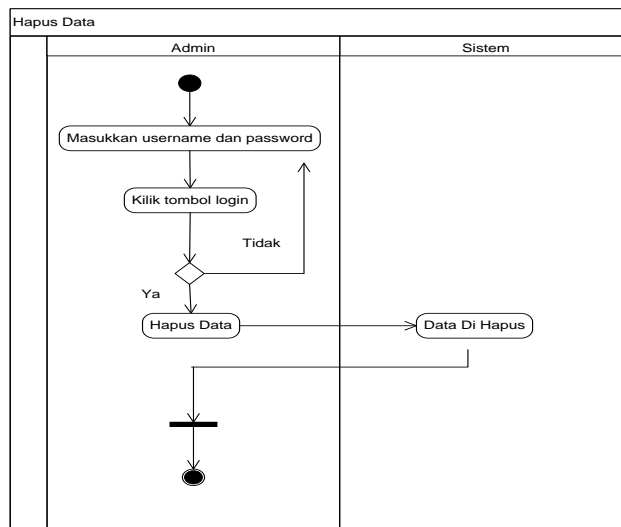 Hapus Data
Admin
Sistem
Masukkan username dan password
Kilik tombol login
Tidak
Ya
Hapus Data
Data Di Hapus